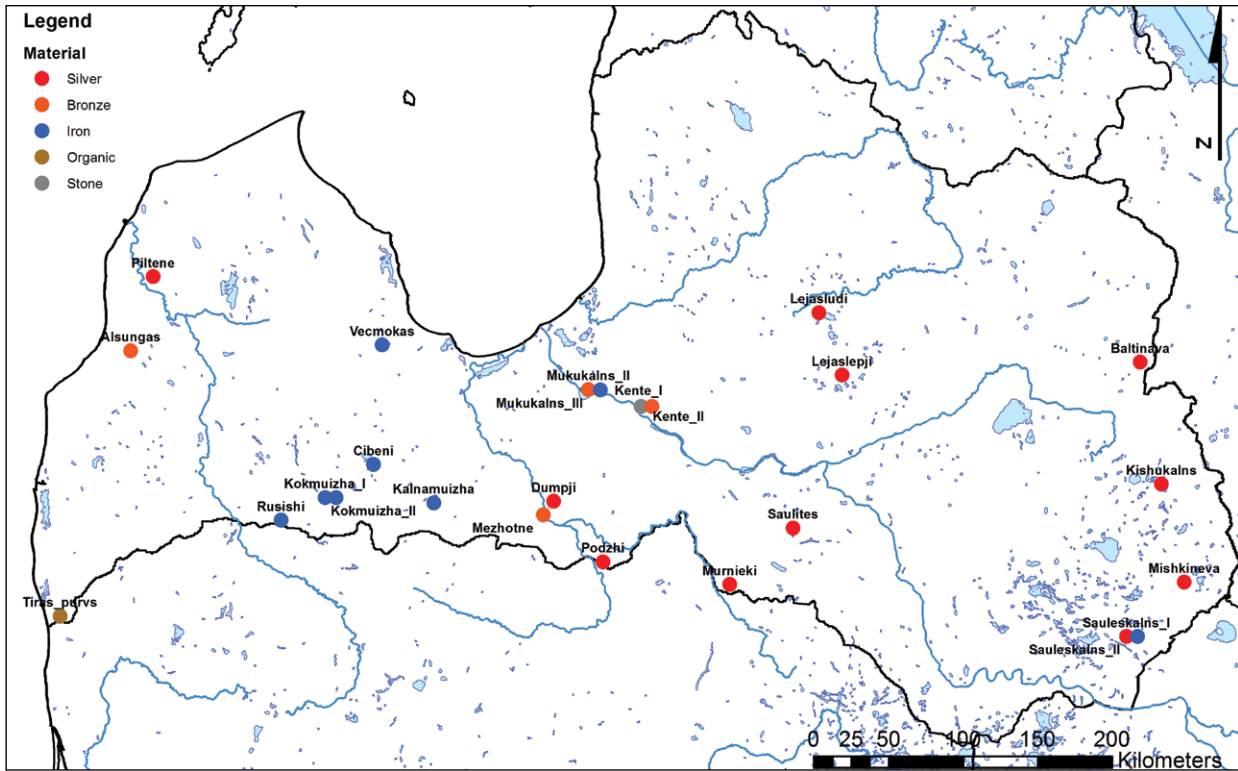 Legend
Material
Silver
Bronze
Iron
Organic
Stone
N
Piltene
Alsungas
Vecmokas
Lejasludi
Lejaslepji
Baltinava
Mukukalns_II
Mukukalns_III
Kente_I
Kente_II
Cibeni
Kokmuizha_I
Kokmuizha_II
Kalnamuizha
Rusishi
Dumpji
Mezhotne
Podzhi
Saulites
Murnieki
Kishukalns
Mishkineva
Sauleskalns_I
Sauleskalns_II
Tiras_purvs
0 25 50 100 150 200
Kilometers